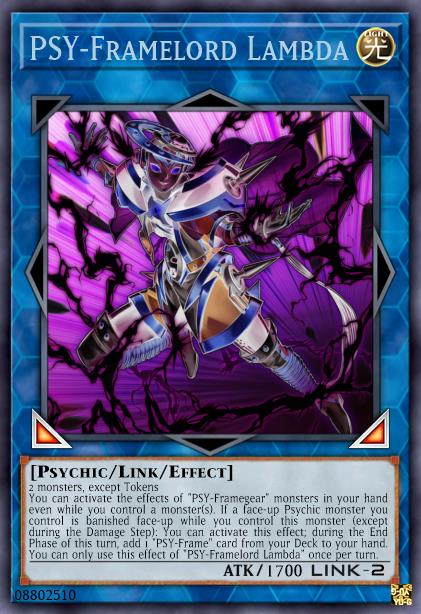 PSY-FRAMELORD LAMBDA
LIGHT
光
[PSYCHIC/LINK/EFFECT]
2 monsters, except Tokens
You can activate the effects of "PSY-Framegear" monsters in your hand
even while you control a monster(s). If a face-up Psychic monster you
control is banished face-up while you control this monster (except
during the Damage Step): You can activate this effect; during the End
Phase of this turn, add 1 "PSY-Frame" card from your Deck to your hand.
You can only use this effect of "PSY-Framelord Lambda" once per turn.
ATK/1700 LINK-2
08802510